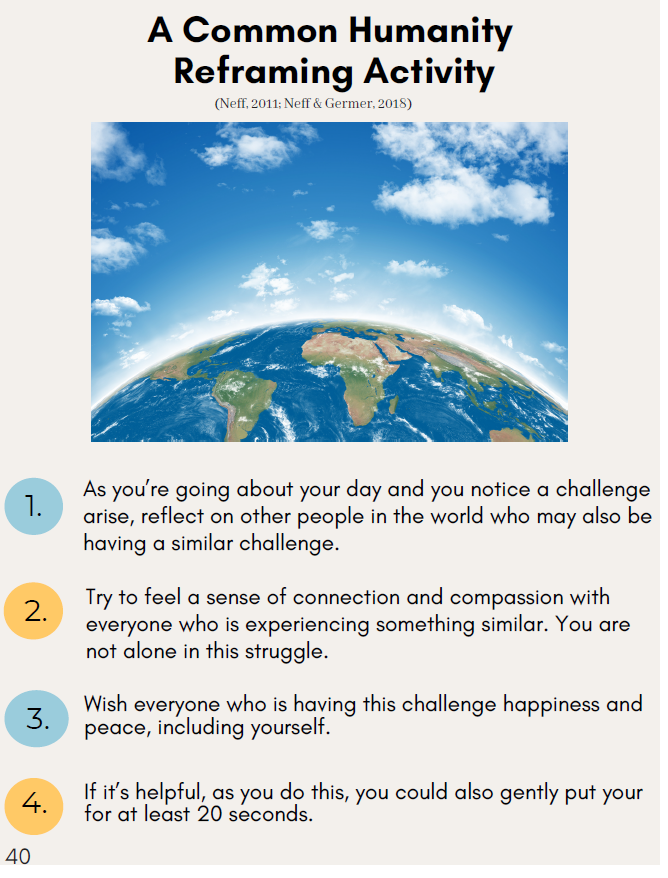 A Common Humanity
Reframing Activity
(Neff, 2011; Neff & Germer, 2018)
1.
As you're going about your day and you notice a challenge
arise, reflect on other people in the world who may also be
having a similar challenge.
2.
Try to feel a sense of connection and compassion with
everyone who is experiencing something similar. You are
not alone in this struggle.
3.
Wish everyone who is having this challenge happiness and
peace, including yourself.
4.
If it's helpful, as you do this, you could also gently put your
for at least 20 seconds.
40